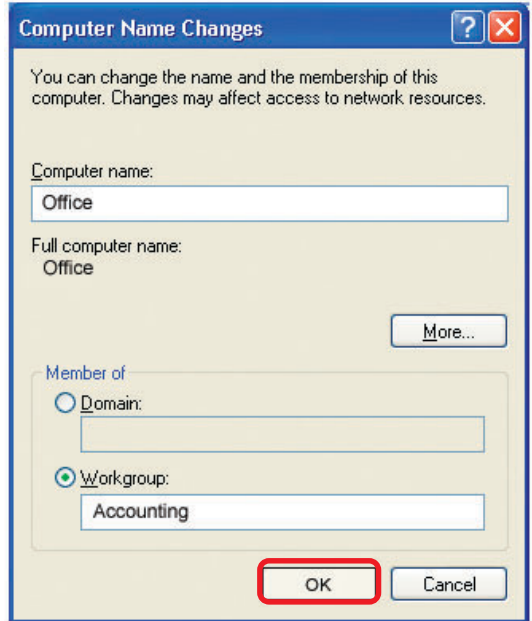 Computer Name Changes
?
You can change the name and the membership of this
computer. Changes may affect access to network resources.
Computer name:
Office
Full computer name:
Office
More...
Member of
Domain:
Workgroup:
Accounting
OK
Cancel